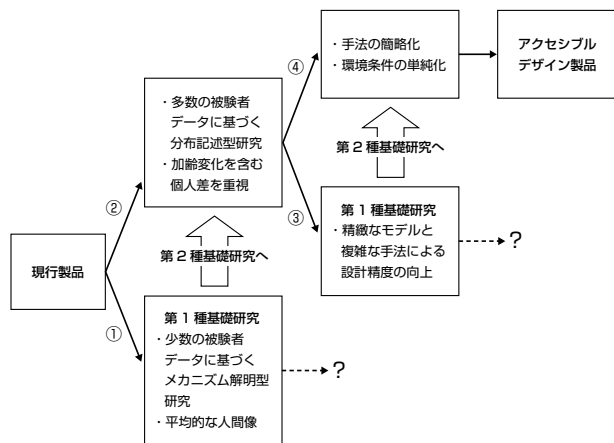 ④
・手法の簡略化
・環境条件の単純化
アクセシブル
デザイン製品
・多数の被験者
データに基づく
分布記述型研究
・加齢変化を含む
個人差を重視
第2種基礎研究へ
②
③
第1種基礎研究
・精緻なモデルと
複雑な手法による
設計精度の向上
?
現行製品
第2種基礎研究へ
①
第1種基礎研究
・少数の被験者
データに基づく
メカニズム解明型
研究
・平均的な人間像
?